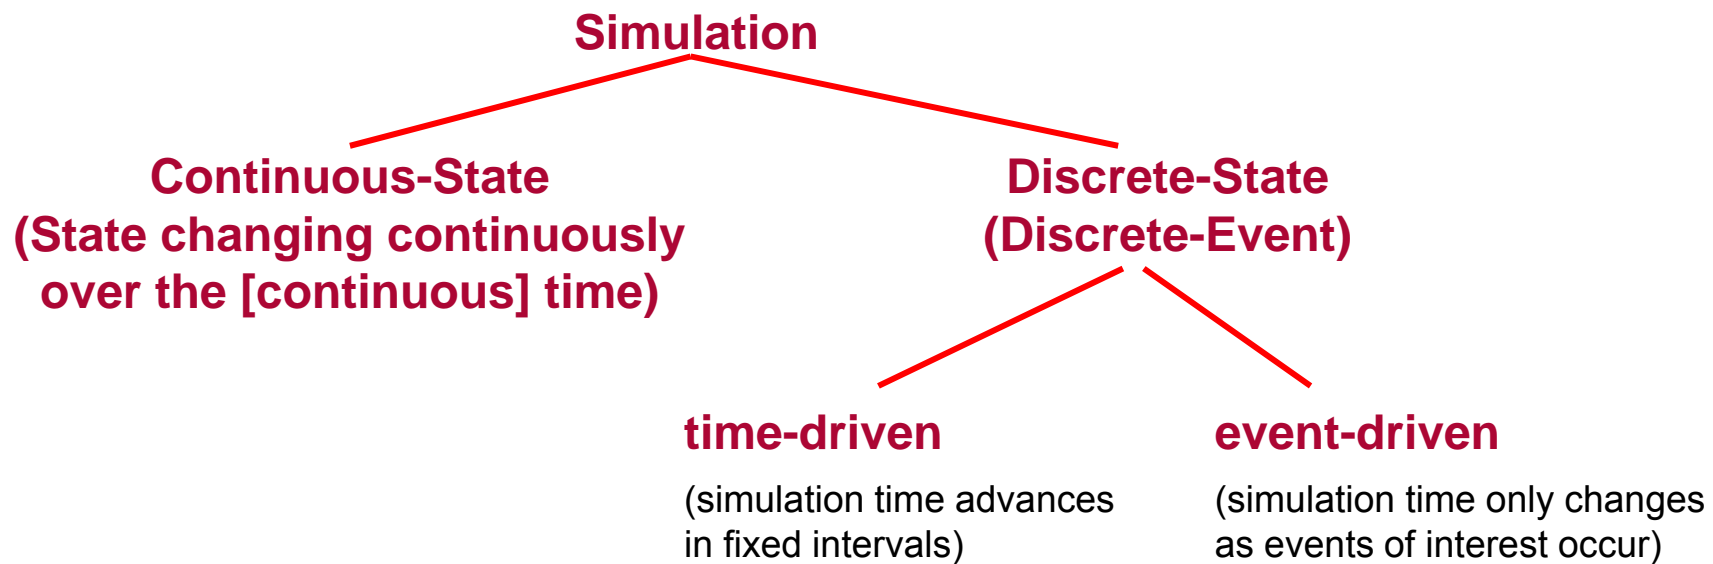 Simulation
Continuous-State
(State changing continuously
over the [continuous] time)
Discrete-State
(Discrete-Event)
time-driven
(simulation time advances
in fixed intervals)
event-driven
(simulation time only changes
as events of interest occur)